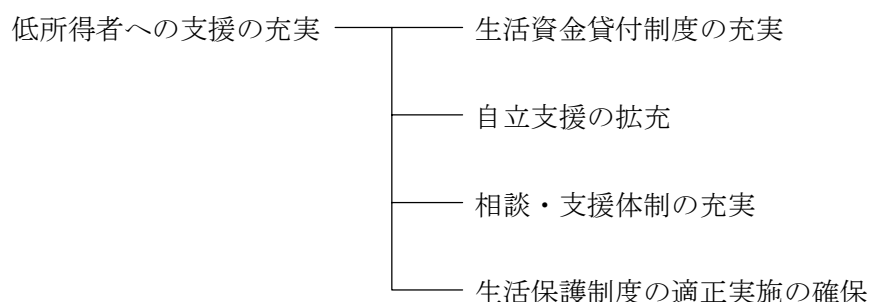 低所得者への支援の充実
生活資金貸付制度の充実
自立支援の拡充
相談・支援体制の充実
生活保護制度の適正実施の確保